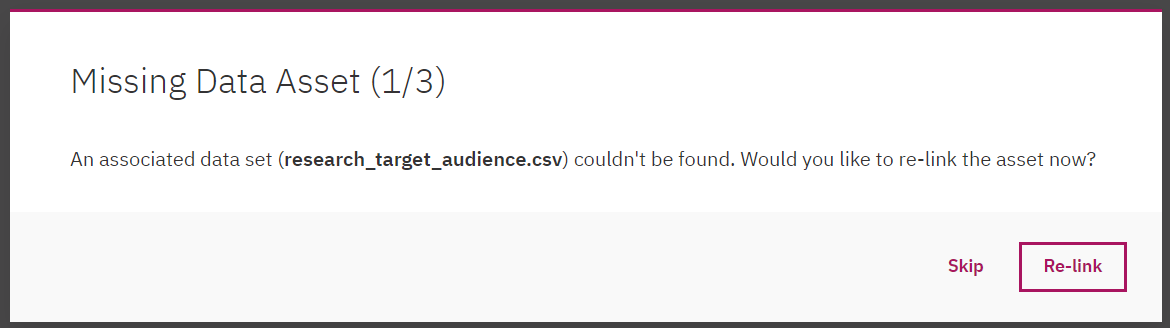 Missing Data Asset (1/3)
An associated data set (research_target_audience.csv) couldn't be found. Would you like to re-link the asset now?
Skip
Re-link